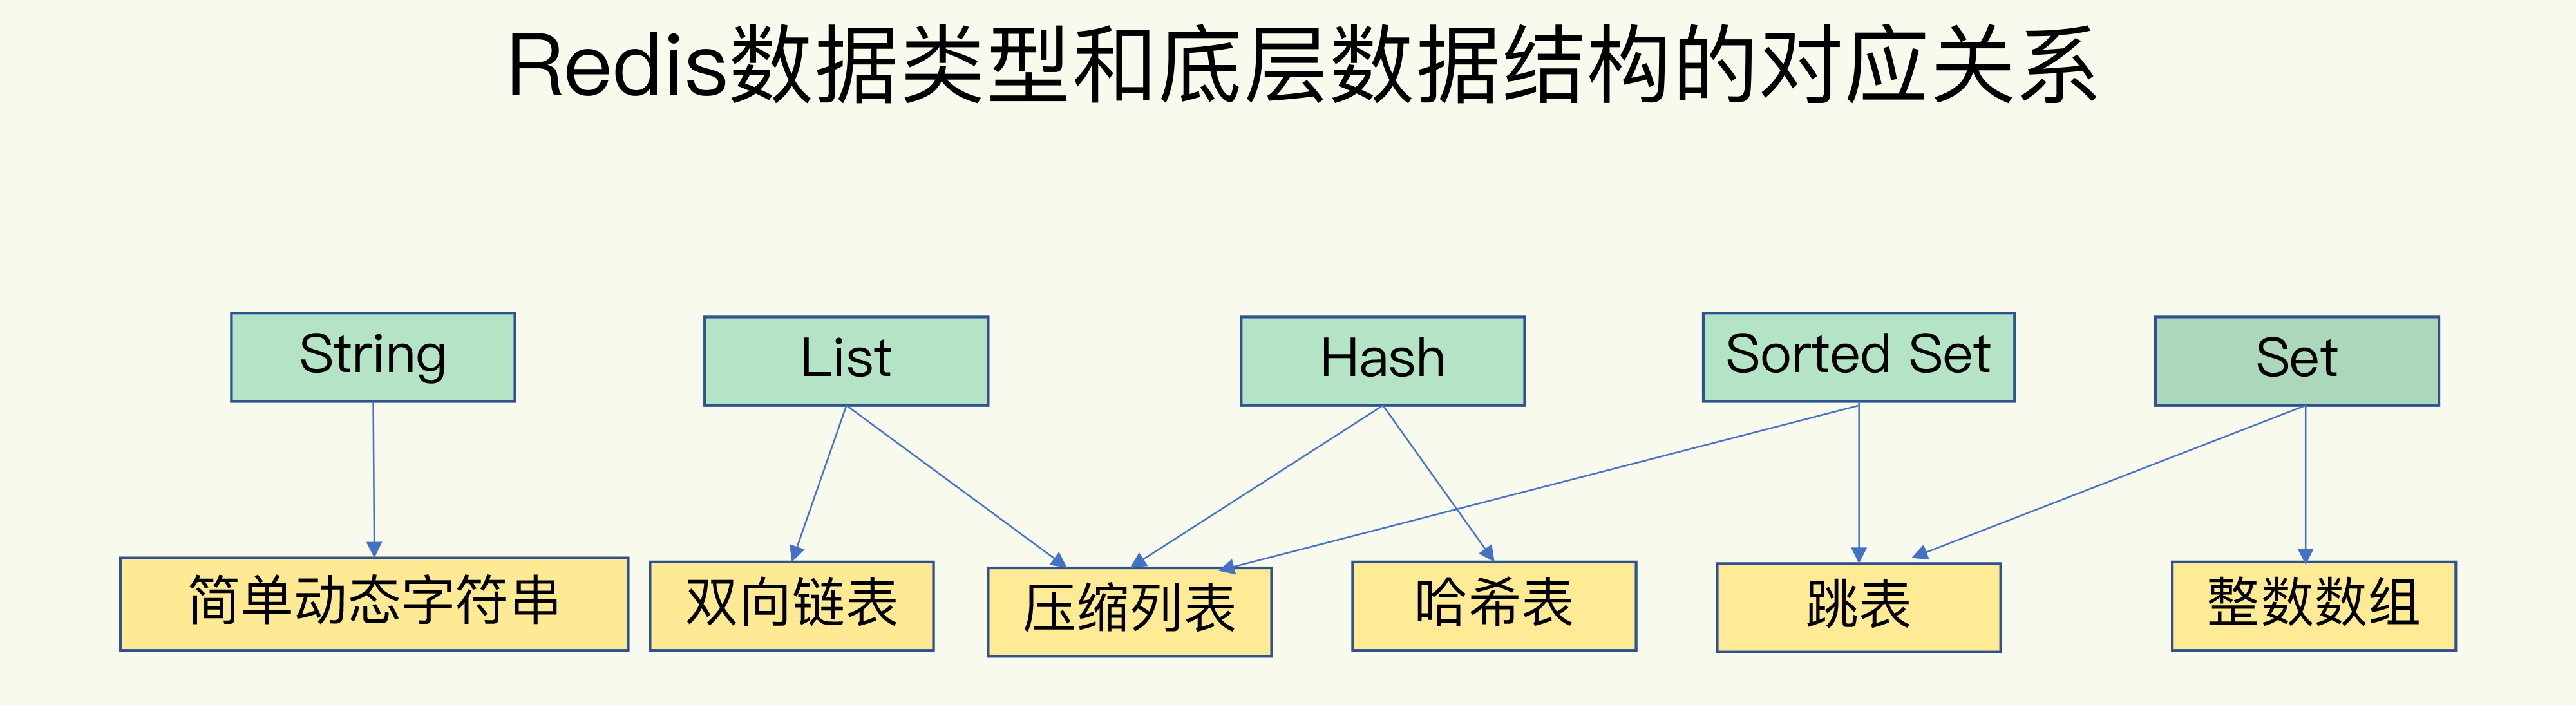 Redis数据类型和底层数据结构的对应关系
String
List
Hash
Sorted Set
Set
简单动态字符串
双向链表
压缩列表
哈希表
跳表
整数数组